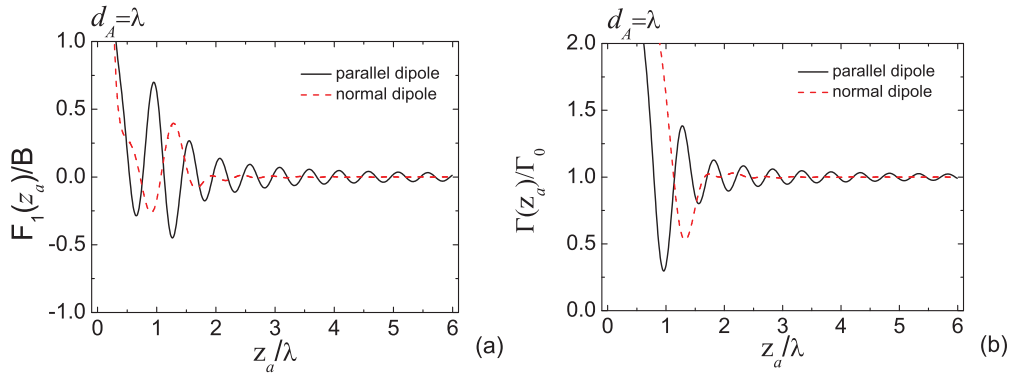 d_A=λ
1.0
0.5
0.0
-0.5
-1.0
F₁(z_a)/B
parallel dipole
normal dipole
0 1 2 3 4 5 6
z_a/λ
(a)
d_A=λ
2.0
1.5
1.0
0.5
0.0
Γ(z_a)/Γ₀
parallel dipole
normal dipole
0 1 2 3 4 5 6
z_a/λ
(b)